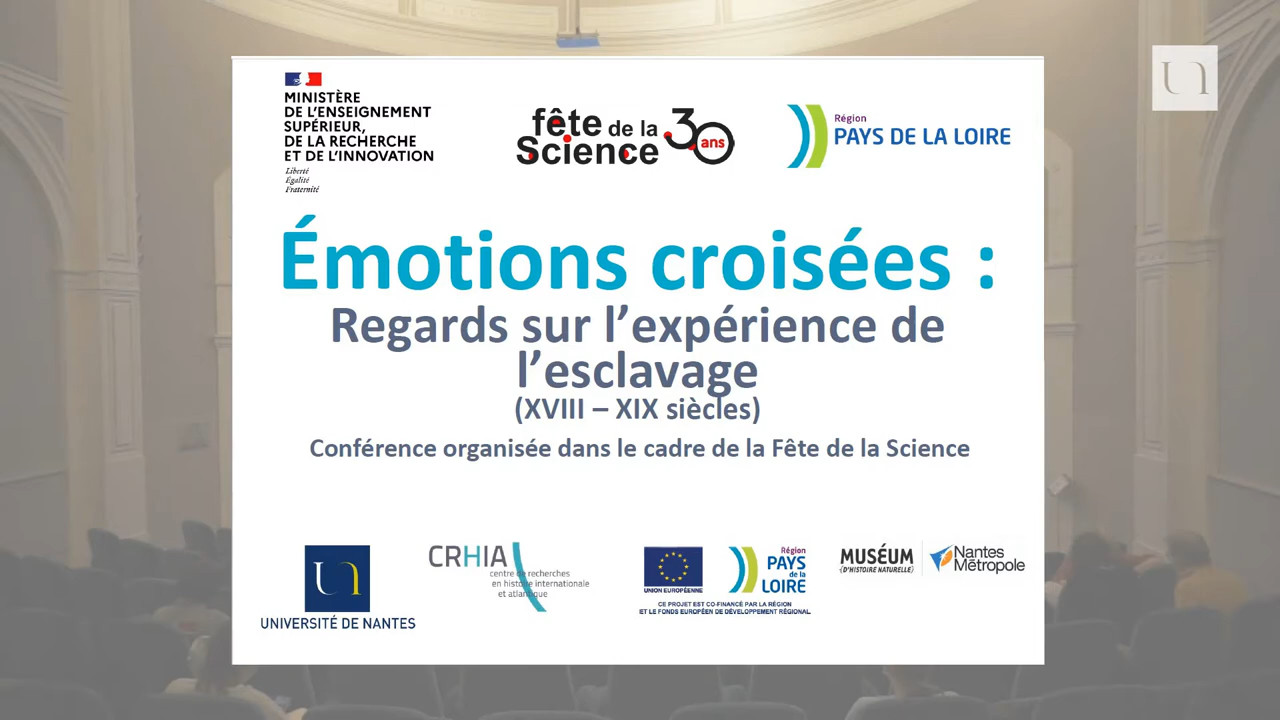 MINISTÈRE
DE L'ENSEIGNEMENT
SUPÉRIEUR,
DE LA RECHERCHE
ET DE L'INNOVATION
Liberté
Égalité
Fraternité
fête de la
Science
30
ans
Région
PAYS DE LA LOIRE
Émotions croisées :
Regards sur l'expérience de
l'esclavage
(XVIII – XIX siècles)
Conférence organisée dans le cadre de la Fête de la Science
UNIVERSITÉ DE NANTES
CRHIA
centre de recherches
en histoire internationale
et atlantique
UNION EUROPÉENNE
Région
PAYS
de la
LOIRE
CE PROJET EST CO-FINANCÉ PAR LA RÉGION
ET LE FONDS EUROPÉEN DE DÉVELOPPEMENT RÉGIONAL
MUSÉUM
(D'HISTOIRE NATURELLE)
Nantes
Métropole